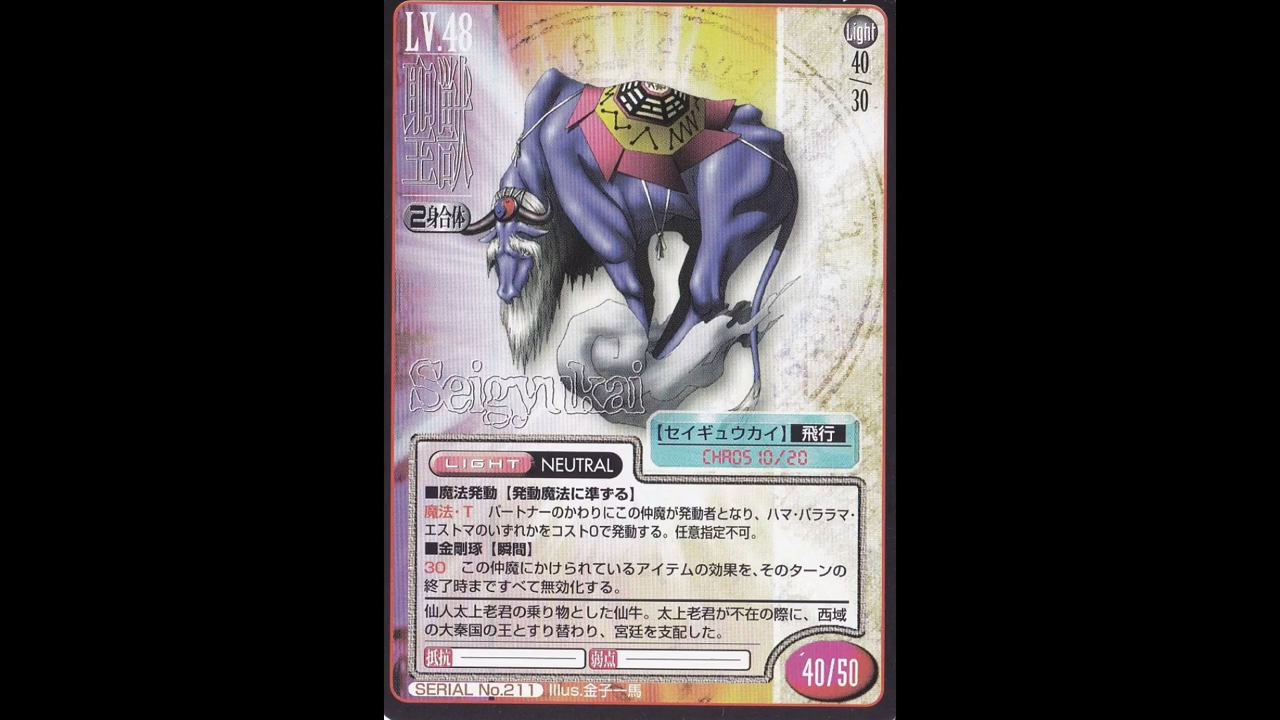 LV.48
聖獣
2身合体
Light
40/30
Seigyukai
【セイギュウカイ】飛行
CHAOS 10/20
LIGHT NEUTRAL
■魔法発動【発動魔法に準ずる】
魔法・T パートナーのかわりにこの仲魔が発動者となり、ハマ・パララマ・
エストマのいずれかをコスト0で発動する。任意指定不可。
■金剛琢【瞬間】
30 この仲魔にかけられているアイテムの効果を、そのターンの
終了時まですべて無効化する。
仙人太上老君の乗り物とした仙牛。太上老君が不在の際に、西域
の大秦国の王とすり替わり、宮廷を支配した。
抵抗 弱点
40/50
SERIAL No.211 Illus.金子一馬